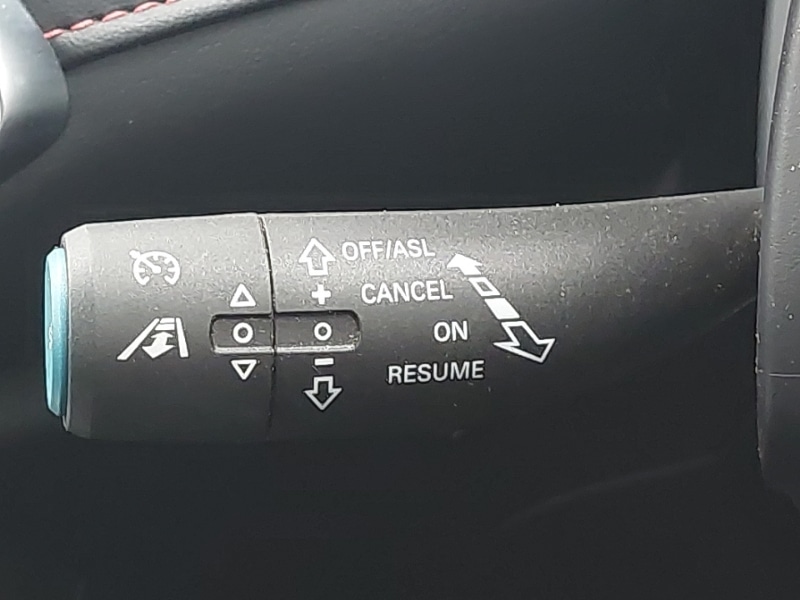 OFF/ASL
+ CANCEL
ON
− RESUME